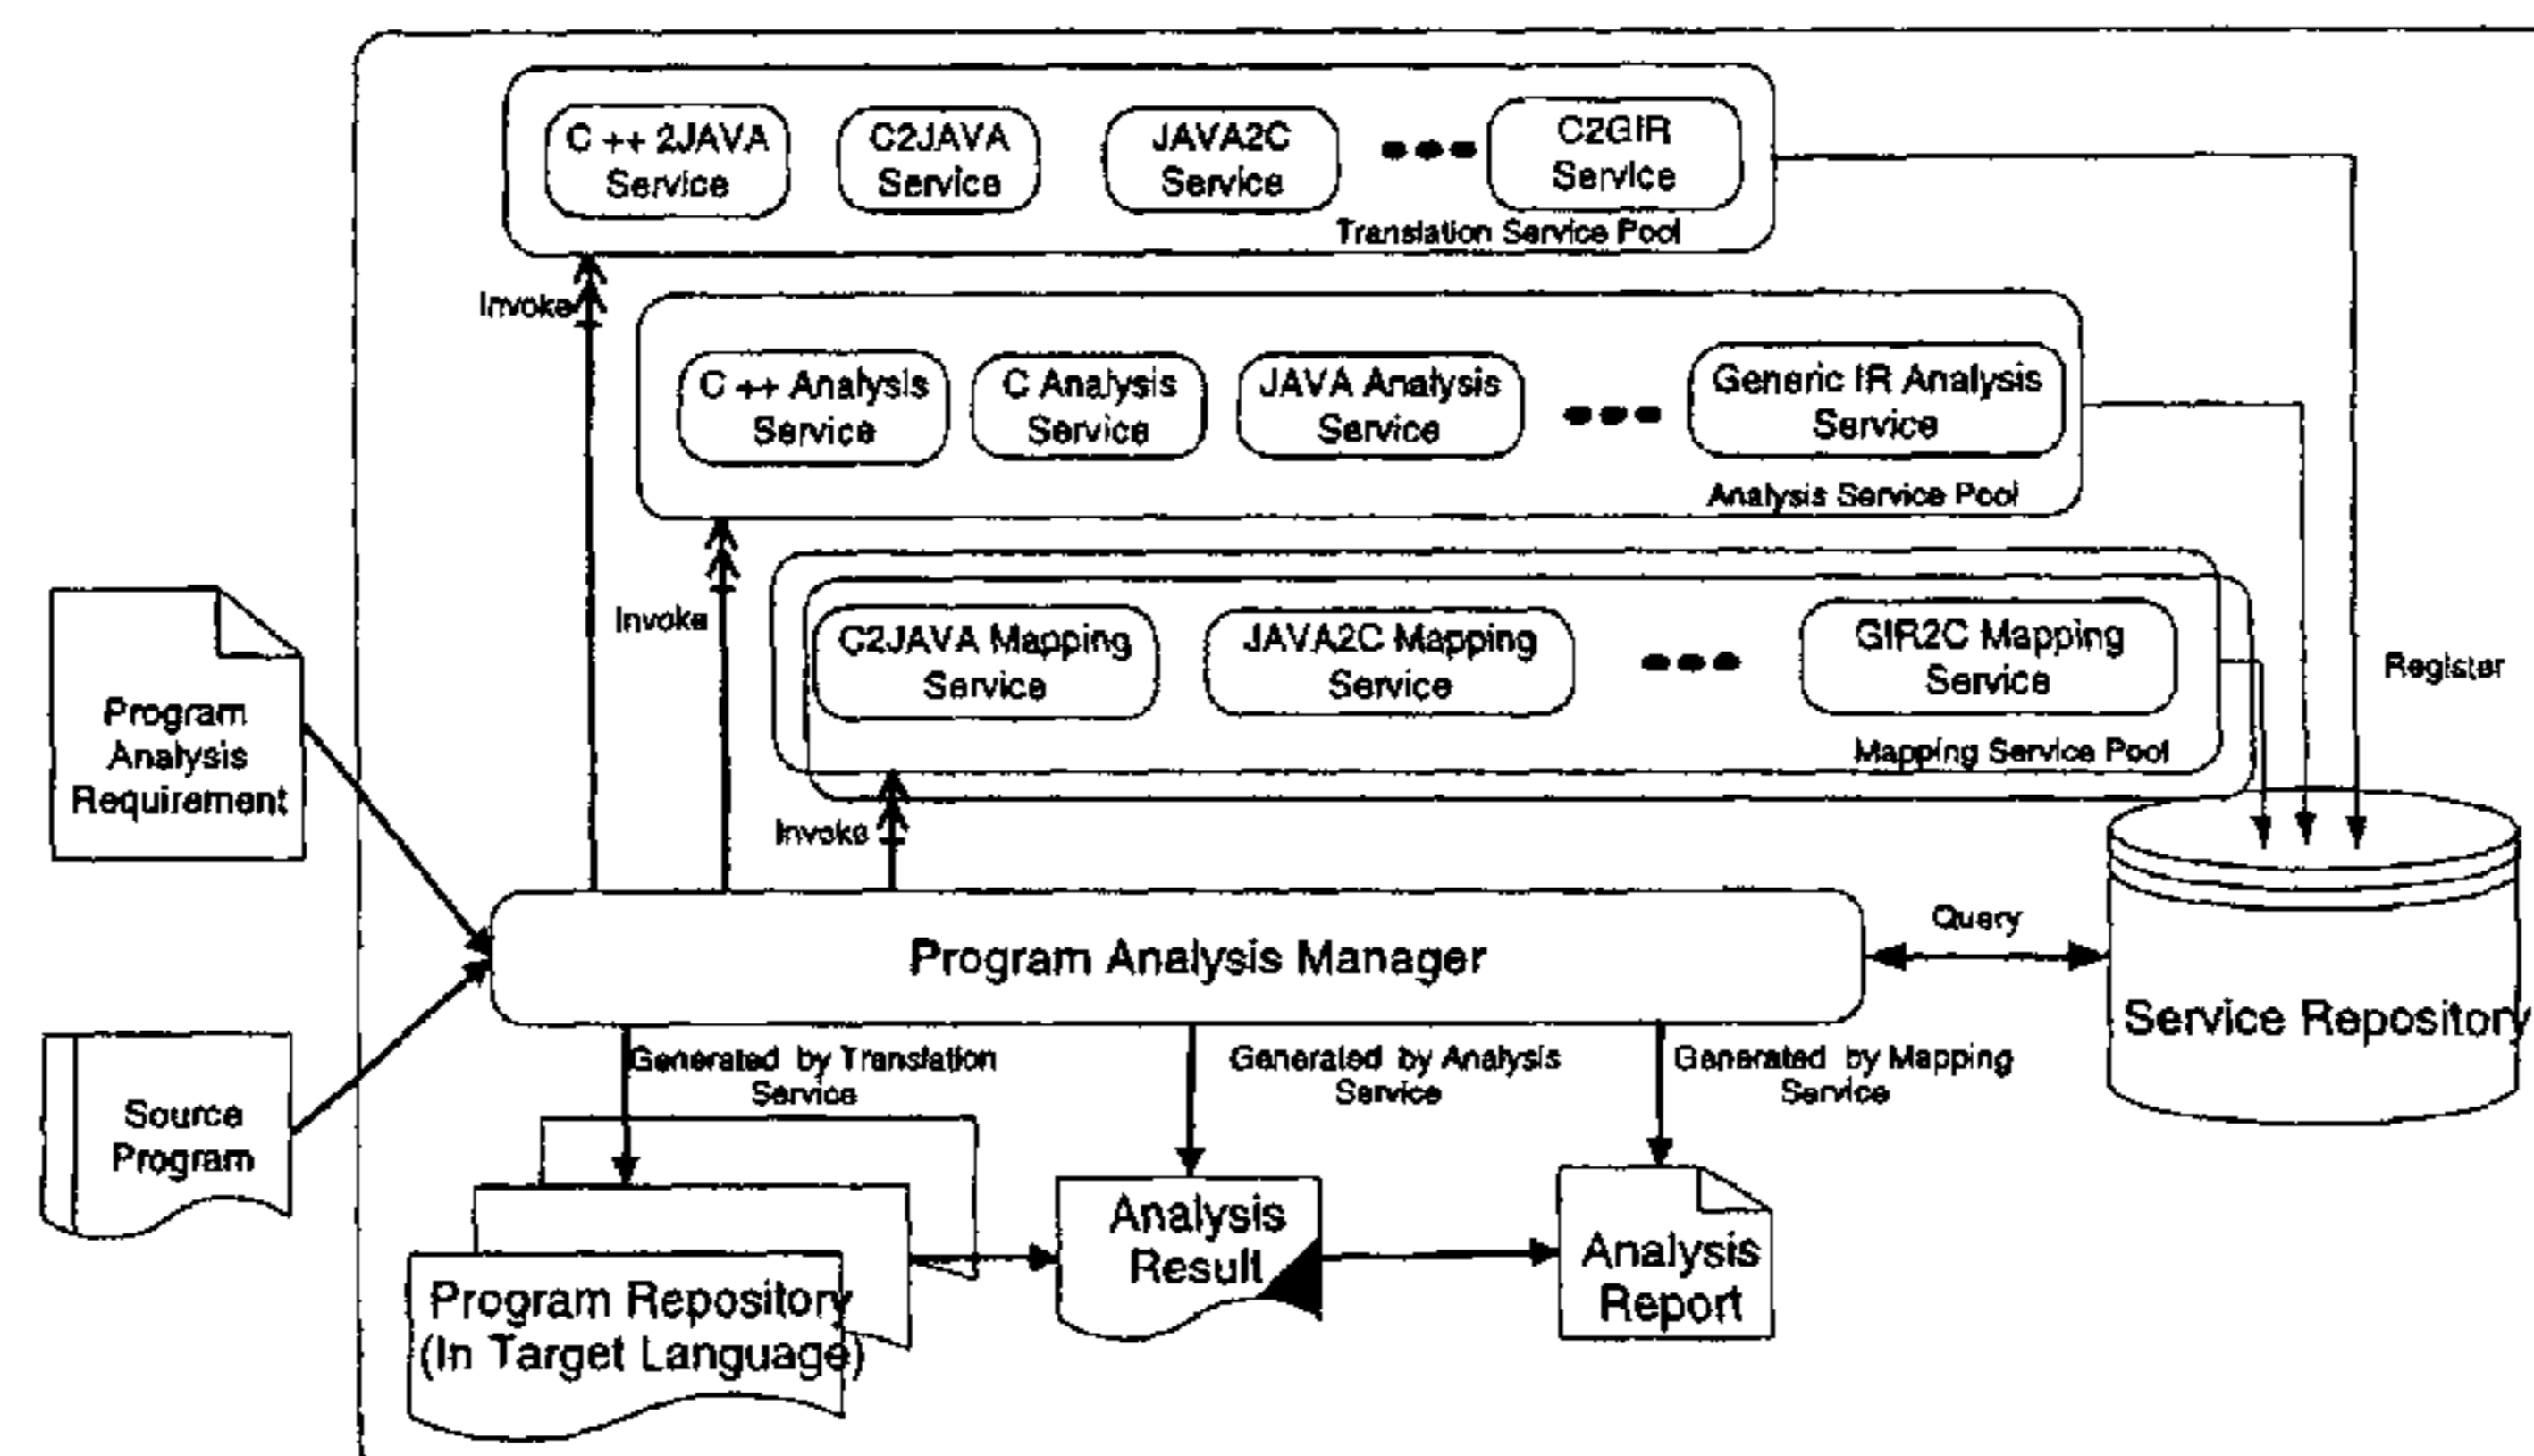 C ++ 2JAVA
Service
C2JAVA
Service
JAVA2C
Service
C2GIR
Service
Translation Service Pool
Invoke
C ++ Analysis
Service
C Analysis
Service
JAVA Analysis
Service
Generic IR Analysis
Service
Analysis Service Pool
Invoke
C2JAVA Mapping
Service
JAVA2C Mapping
Service
GIR2C Mapping
Service
Mapping Service Pool
Register
Invoke
Program
Analysis
Requirement
Program Analysis Manager
Query
Service Repository
Source
Program
Generated by Translation
Service
Generated by Analysis
Service
Generated by Mapping
Service
Program Repository
(In Target Language)
Analysis
Result
Analysis
Report